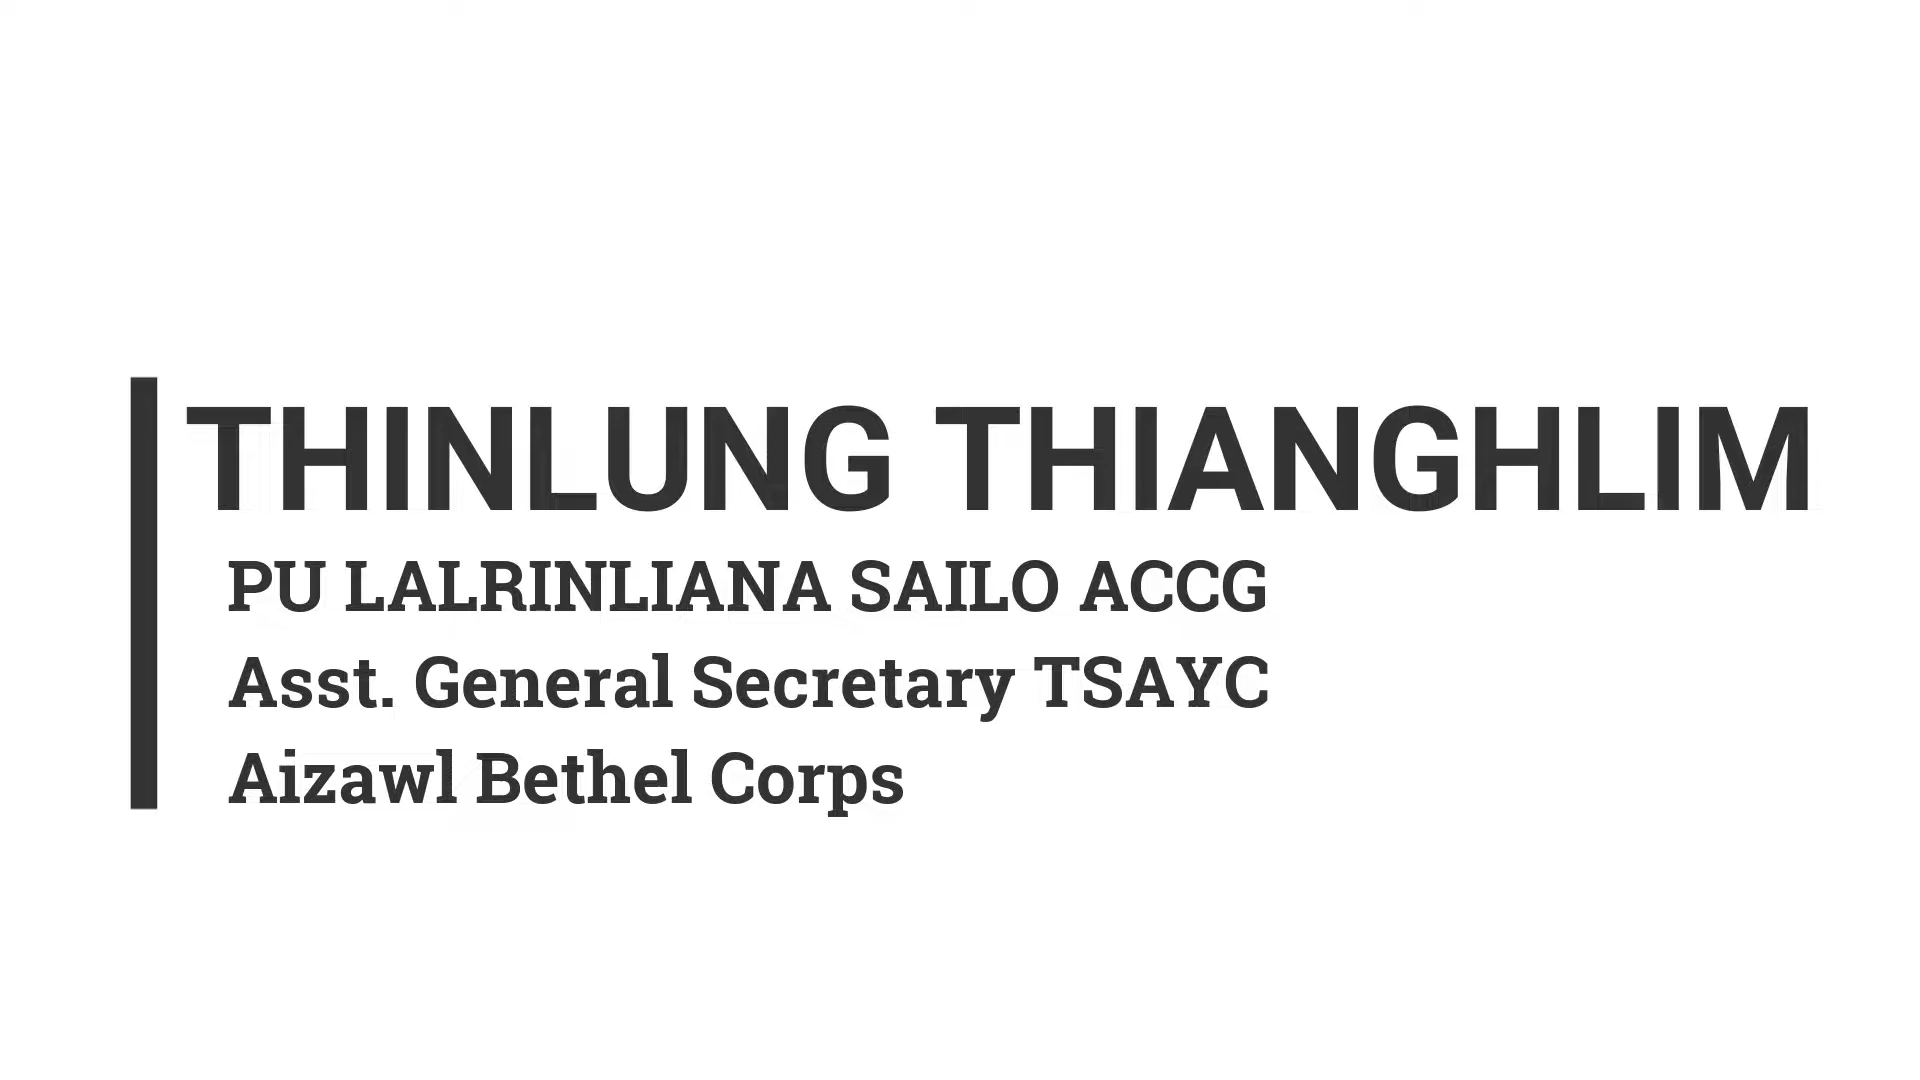 THINLUNG THIANGHLIM
PU LALRINLIANA SAILO ACCG
Asst. General Secretary TSAYC
Aizawl Bethel Corps